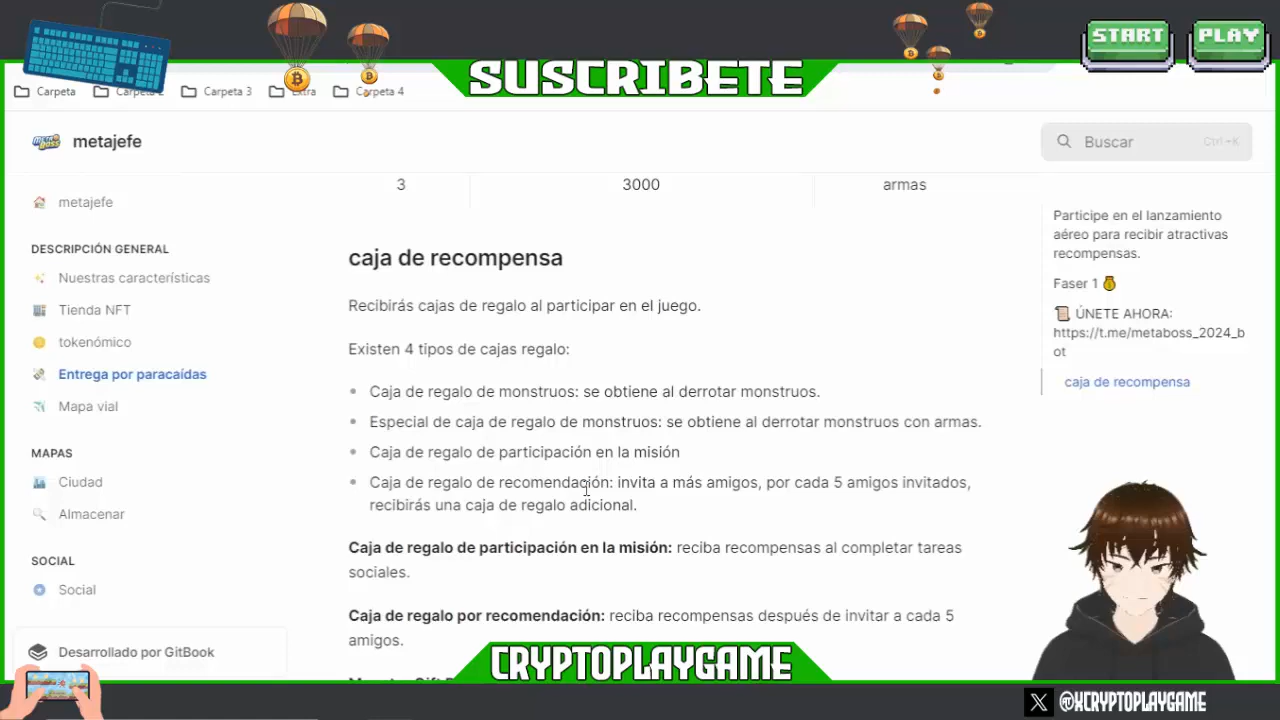 START
PLAY
SUSCRIBETE
Carpeta
Carpeta 2
Carpeta 3
Extra
Carpeta 4
metajefe
Buscar
Ctrl+K
metajefe
DESCRIPCIÓN GENERAL
Nuestras características
Tienda NFT
tokenómico
Entrega por paracaídas
Mapa vial
MAPAS
Ciudad
Almacenar
SOCIAL
Social
Desarrollado por GitBook
3 3000 armas
caja de recompensa
Recibirás cajas de regalo al participar en el juego.
Existen 4 tipos de cajas regalo:
Caja de regalo de monstruos: se obtiene al derrotar monstruos.
Especial de caja de regalo de monstruos: se obtiene al derrotar monstruos con armas.
Caja de regalo de participación en la misión
Caja de regalo de recomendación: invita a más amigos, por cada 5 amigos invitados,
recibirás una caja de regalo adicional.
Caja de regalo de participación en la misión: reciba recompensas al completar tareas
sociales.
Caja de regalo por recomendación: reciba recompensas después de invitar a cada 5
amigos.
Participe en el lanzamiento
aéreo para recibir atractivas
recompensas.
Faser 1
ÚNETE AHORA:
https://t.me/metaboss_2024_b
ot
caja de recompensa
CRYPTOPLAYGAME
@XCRYPTOPLAYGAME